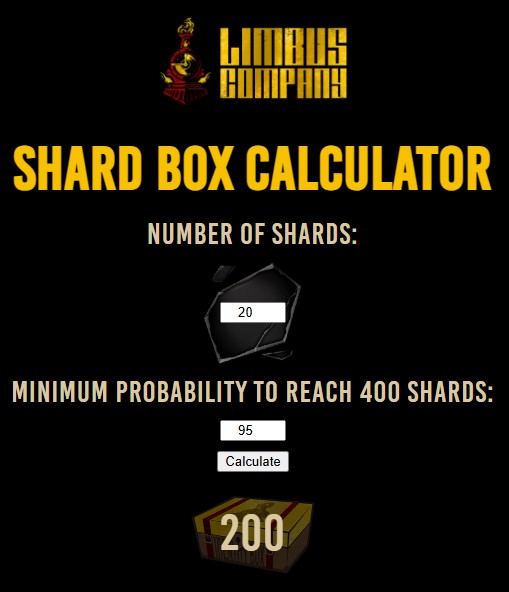 LIMBUS
COMPANY
SHARD BOX CALCULATOR
NUMBER OF SHARDS:
20
MINIMUM PROBABILITY TO REACH 400 SHARDS:
95
Calculate
200